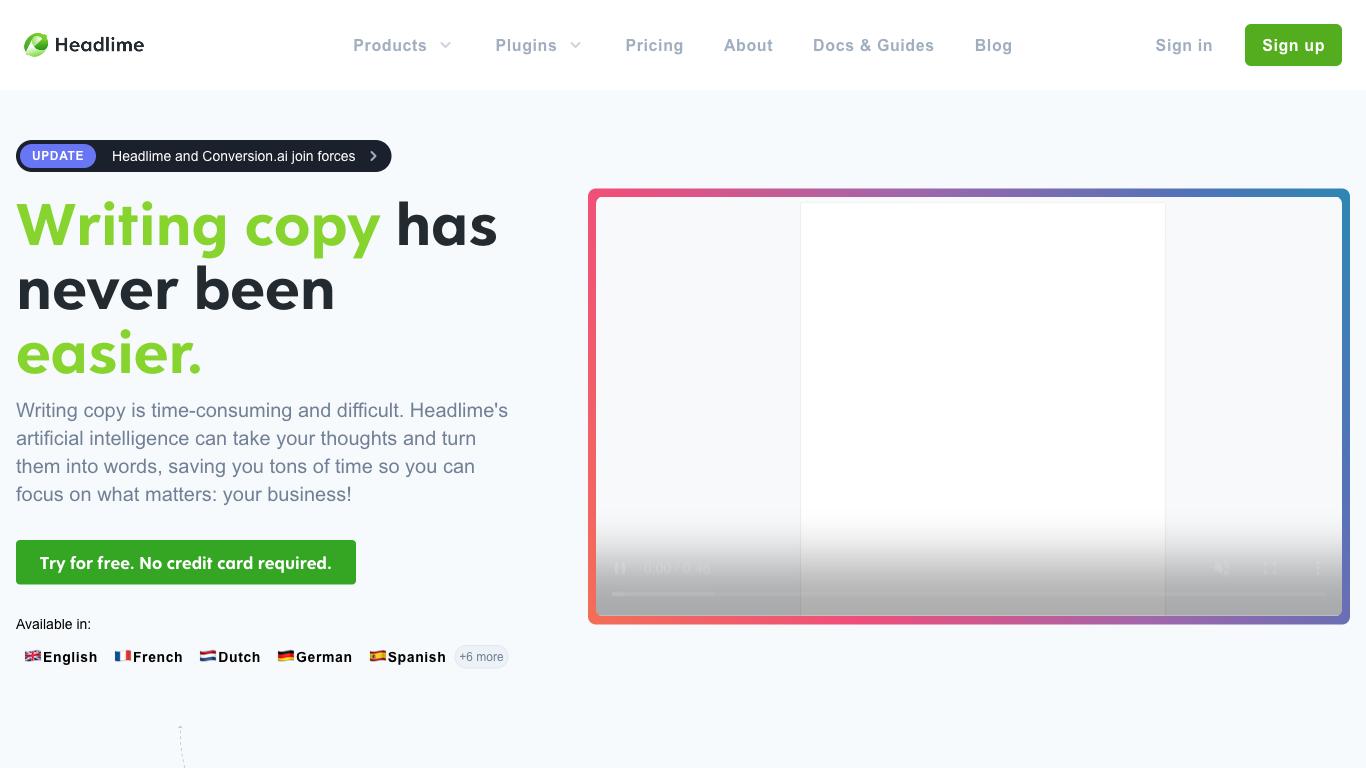 Headlime
Products Plugins Pricing About Docs & Guides Blog Sign in Sign up
UPDATE Headlime and Conversion.ai join forces
Writing copy has
never been
easier.
Writing copy is time-consuming and difficult. Headlime's
artificial intelligence can take your thoughts and turn
them into words, saving you tons of time so you can
focus on what matters: your business!
Try for free. No credit card required.
Available in:
English French Dutch German Spanish +6 more
0:00 / 0:46